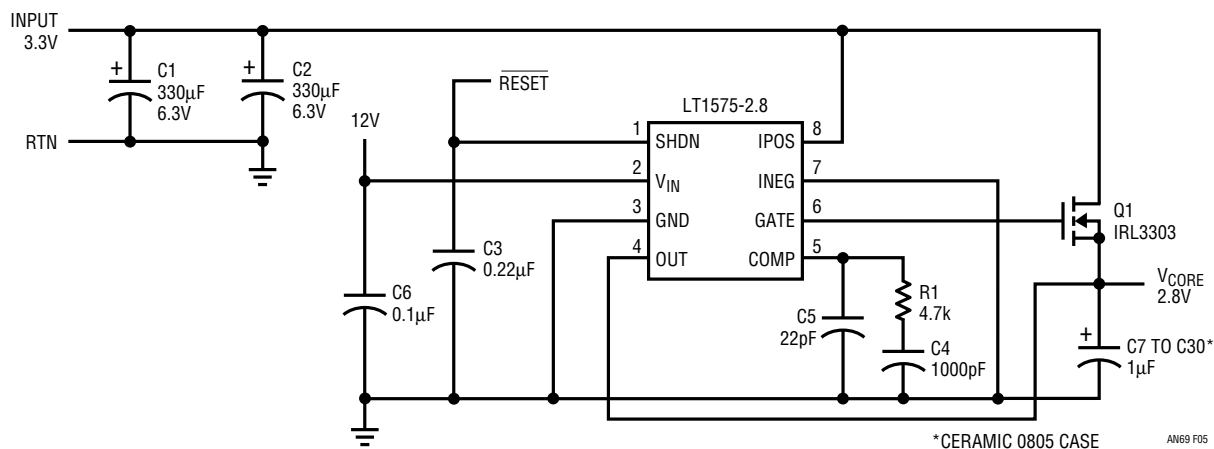 INPUT
3.3V
RTN
+
C1
330µF
6.3V
+
C2
330µF
6.3V
12V
C6
0.1µF
RESET
C3
0.22µF
LT1575-2.8
1
SHDN
2
VIN
3
GND
4
OUT
IPOS
8
INEG
7
GATE
6
COMP
5
C5
22pF
R1
4.7k
C4
1000pF
Q1
IRL3303
VCORE
2.8V
+
C7 TO C30*
1µF
*CERAMIC 0805 CASE
AN69 F05